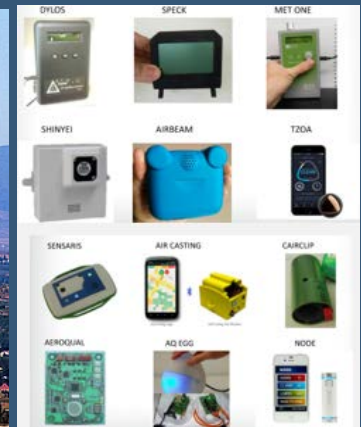 DYLOS SPECK MET ONE
SHINYEI AIRBEAM TZOA
SENSARIS AIR CASTING CAIRCLIP
AEROQUAL AQ EGG NODE